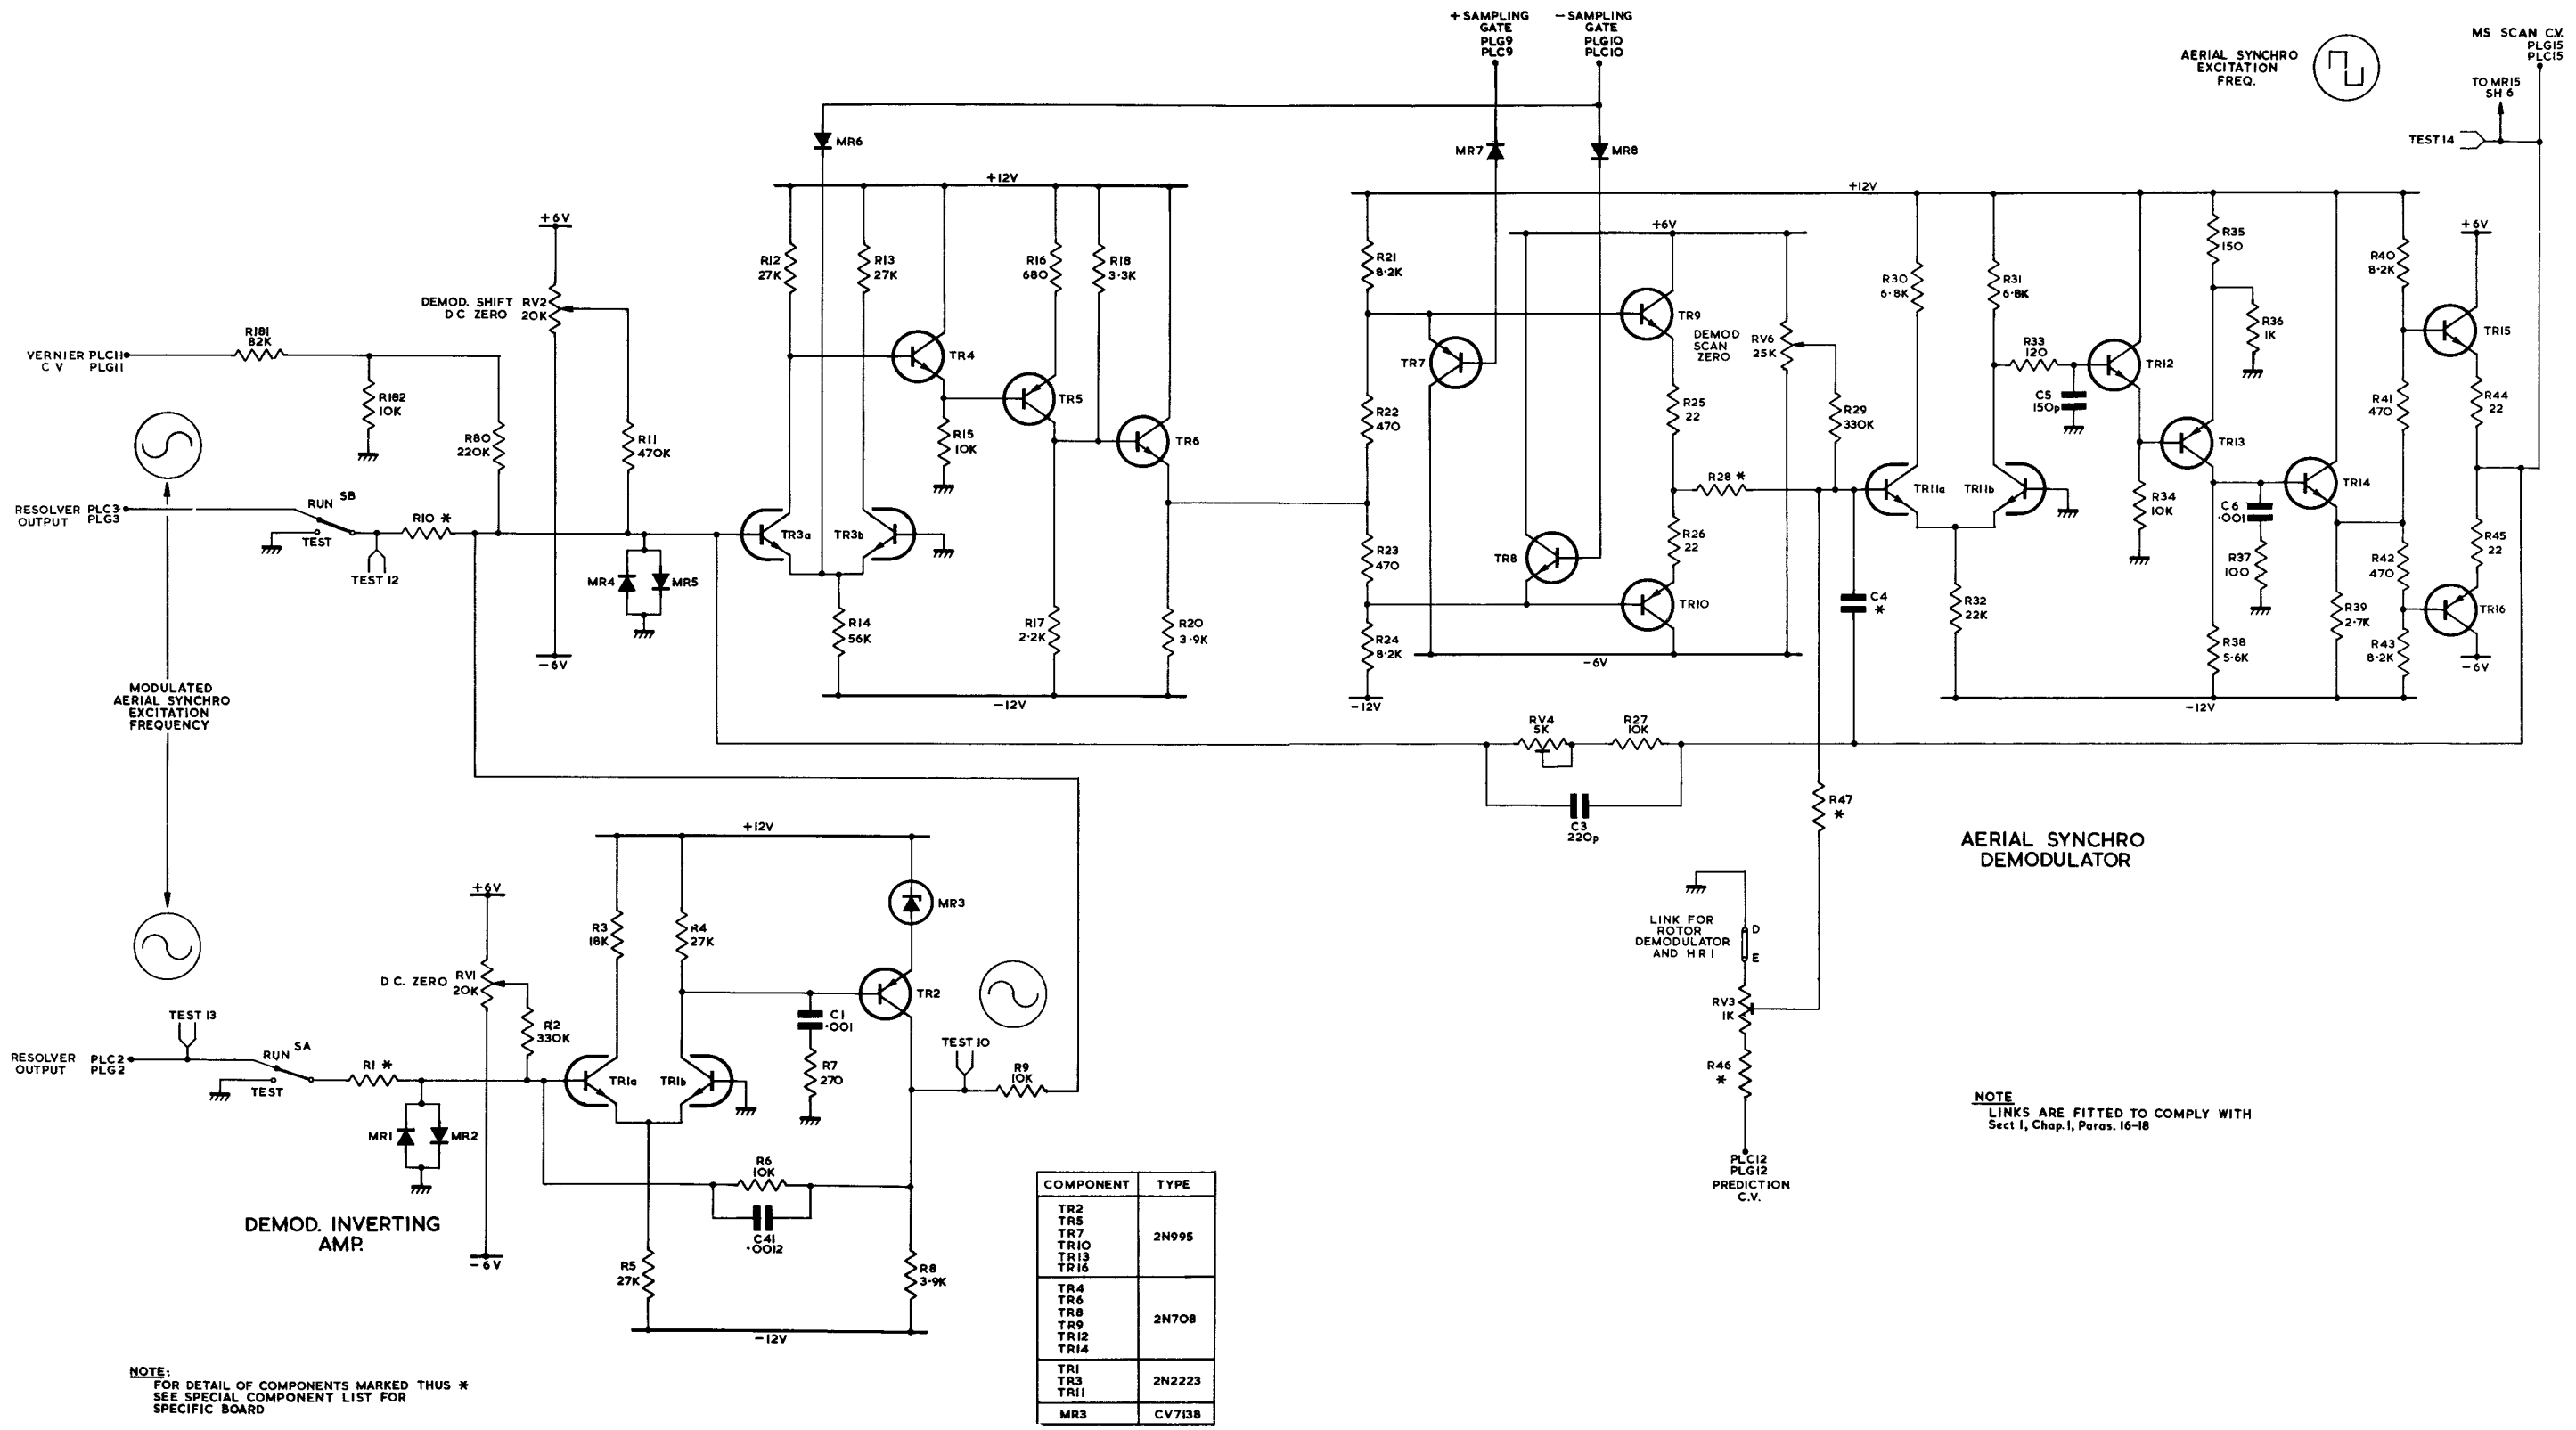 + SAMPLING
GATE
PLG9
PLC9
− SAMPLING
GATE
PLG10
PLC10
AERIAL SYNCHRO
EXCITATION
FREQ.
MS SCAN C.V.
PLG15
PLC15
TO MR15
SH 6
TEST 14
MR6
MR7
MR8
+12V
+12V
+6V
+6V
+6V
R12
27K
R13
27K
R16
680
R18
3·3K
R21
8·2K
R30
6·8K
R31
6·8K
R35
150
R40
8·2K
DEMOD. SHIFT RV2
D C ZERO 20K
R181
82K
VERNIER PLC11
C V PLG11
R182
10K
R80
220K
R11
470K
TR4
TR5
R15
10K
TR6
R22
470
TR7
TR9
DEMOD
SCAN
ZERO
RV6
25K
R25
22
R29
330K
R33
120
C5
150p
TR12
R36
1K
TR15
R41
470
R44
22
TR13
RESOLVER PLC3
OUTPUT PLG3
RUN SB
TEST
TEST 12
R10 *
TR3a
TR3b
MR4
MR5
R14
56K
R17
2·2K
R20
3·9K
R23
470
TR8
R28 *
R26
22
TR10
R24
8·2K
TR11a
TR11b
C4
*
R32
22K
R34
10K
C6
·001
R37
100
TR14
R38
5·6K
R39
2·7K
R42
470
R43
8·2K
R45
22
TR16
−6V
−6V
−6V
−12V
−12V
−12V
MODULATED
AERIAL SYNCHRO
EXCITATION
FREQUENCY
RV4
5K
R27
10K
C3
220p
R47
*
AERIAL SYNCHRO
DEMODULATOR
+12V
+6V
R3
18K
R4
27K
MR3
D C. ZERO
RV1
20K
R2
330K
C1
·001
R7
270
TR2
TEST 10
R9
10K
TEST 13
RESOLVER PLC2
OUTPUT PLG2
RUN SA
TEST
R1 *
TR1a
TR1b
MR1
MR2
R6
10K
C41
·0012
R5
27K
R8
3·9K
−6V
−12V
DEMOD. INVERTING
AMP.
LINK FOR
ROTOR
DEMODULATOR
AND HR1
D
E
RV3
1K
R46
*
PLC12
PLG12
PREDICTION
C.V.
NOTE
LINKS ARE FITTED TO COMPLY WITH
Sect 1, Chap. 1, Paras. 16-18
COMPONENT TYPE
TR2
TR5
TR7
TR10
TR13
TR16
2N995
TR4
TR6
TR8
TR9
TR12
TR14
2N708
TR1
TR3
TR11
2N2223
MR3 CV7138
NOTE:
FOR DETAIL OF COMPONENTS MARKED THUS *
SEE SPECIAL COMPONENT LIST FOR
SPECIFIC BOARD